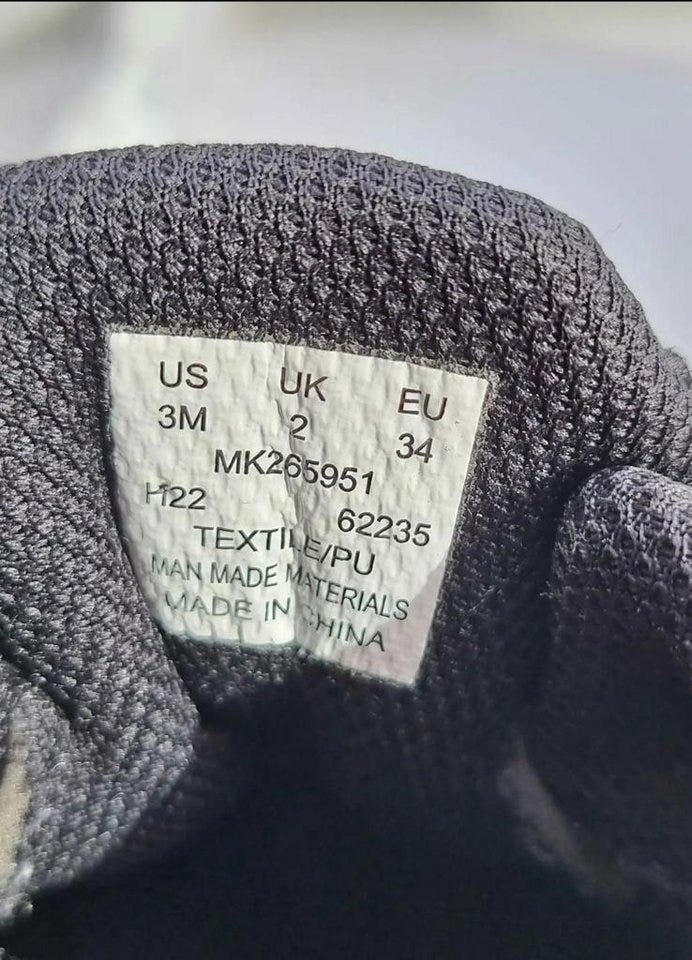 US UK EU
3M 2 34
MK265951
H22 62235
TEXTILE/PU
MAN MADE MATERIALS
MADE IN CHINA